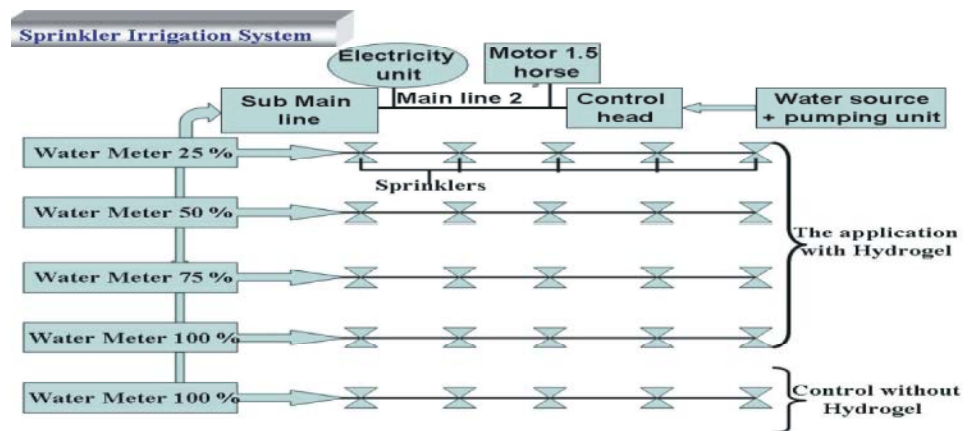 Sprinkler Irrigation System
Electricity
unit
Motor 1.5
horse
Sub Main
line
Main line 2
Control
head
Water source
+ pumping unit
Water Meter 25 %
Sprinklers
Water Meter 50 %
The application
with Hydrogel
Water Meter 75 %
Water Meter 100 %
Water Meter 100 %
Control without
Hydrogel